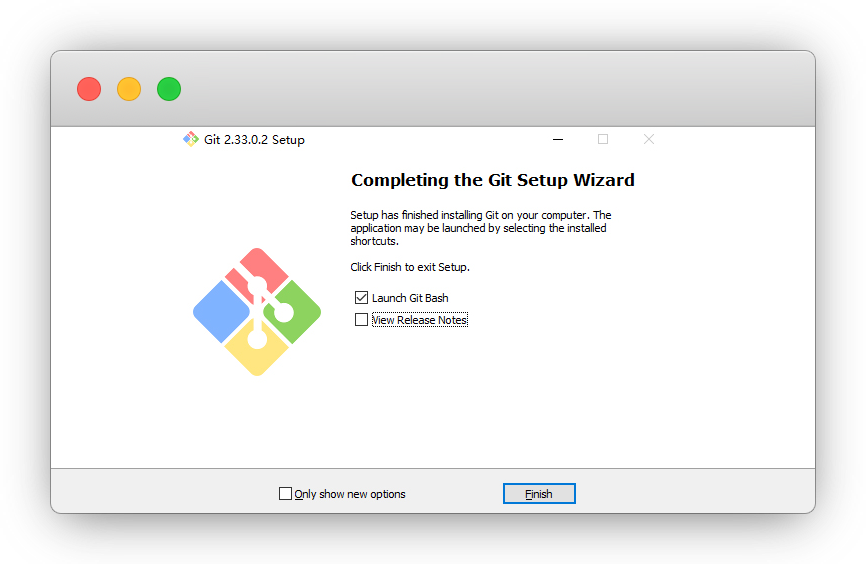 Git 2.33.0.2 Setup
Completing the Git Setup Wizard
Setup has finished installing Git on your computer. The
application may be launched by selecting the installed
shortcuts.
Click Finish to exit Setup.
Launch Git Bash
View Release Notes
Only show new options
Finish